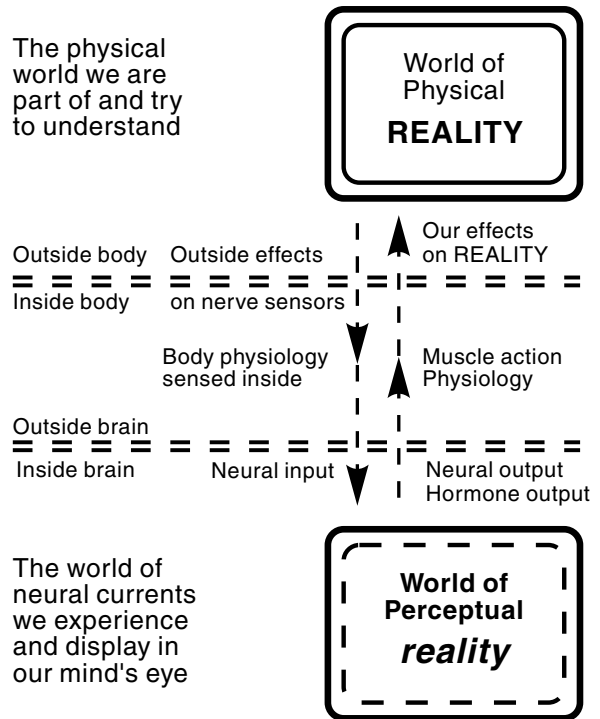 The physical
world we are
part of and try
to understand
World of
Physical
REALITY
Our effects
on REALITY
Outside body Outside effects
Inside body on nerve sensors
Body physiology
sensed inside
Muscle action
Physiology
Outside brain
Inside brain Neural input
Neural output
Hormone output
The world of
neural currents
we experience
and display in
our mind's eye
World of
Perceptual
reality